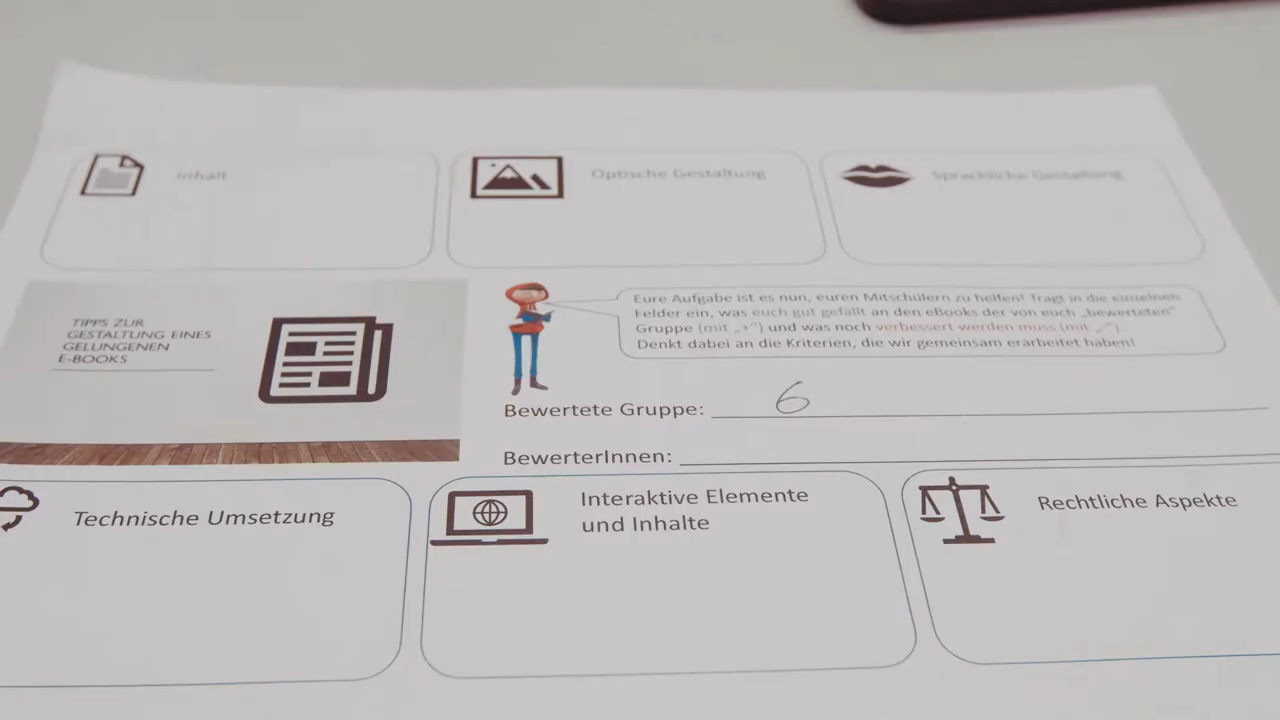 Inhalt
Optische Gestaltung
Sprachliche Gestaltung
TIPPS ZUR
GESTALTUNG EINES
GELUNGENEN
E-BOOKS
Eure Aufgabe ist es nun, euren Mitschülern zu helfen! Tragt in die einzelnen
Felder ein, was euch gut gefällt an den eBooks der von euch „bewerteten"
Gruppe (mit „+") und was noch verbessert werden muss (mit „-").
Denkt dabei an die Kriterien, die wir gemeinsam erarbeitet haben!
Bewertete Gruppe: 6
BewerterInnen:
Technische Umsetzung
Interaktive Elemente
und Inhalte
Rechtliche Aspekte